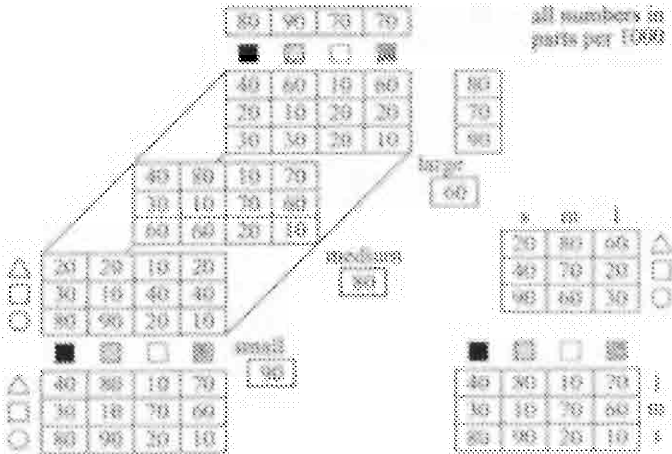 80 90 70 70
all numbers in
parts per 1000
40 60 10 60
20 10 20 20
30 30 20 10
80
70
90
large
60
40 80 10 70
30 10 70 60
60 60 20 10
medium
80
20 20 10 20
30 10 40 40
80 90 20 10
small
90
s m l
20 80 60
40 70 20
90 60 30
40 80 10 70
30 10 70 60
80 90 20 10
40 80 10 70 l
30 10 70 60 m
80 90 20 10 s